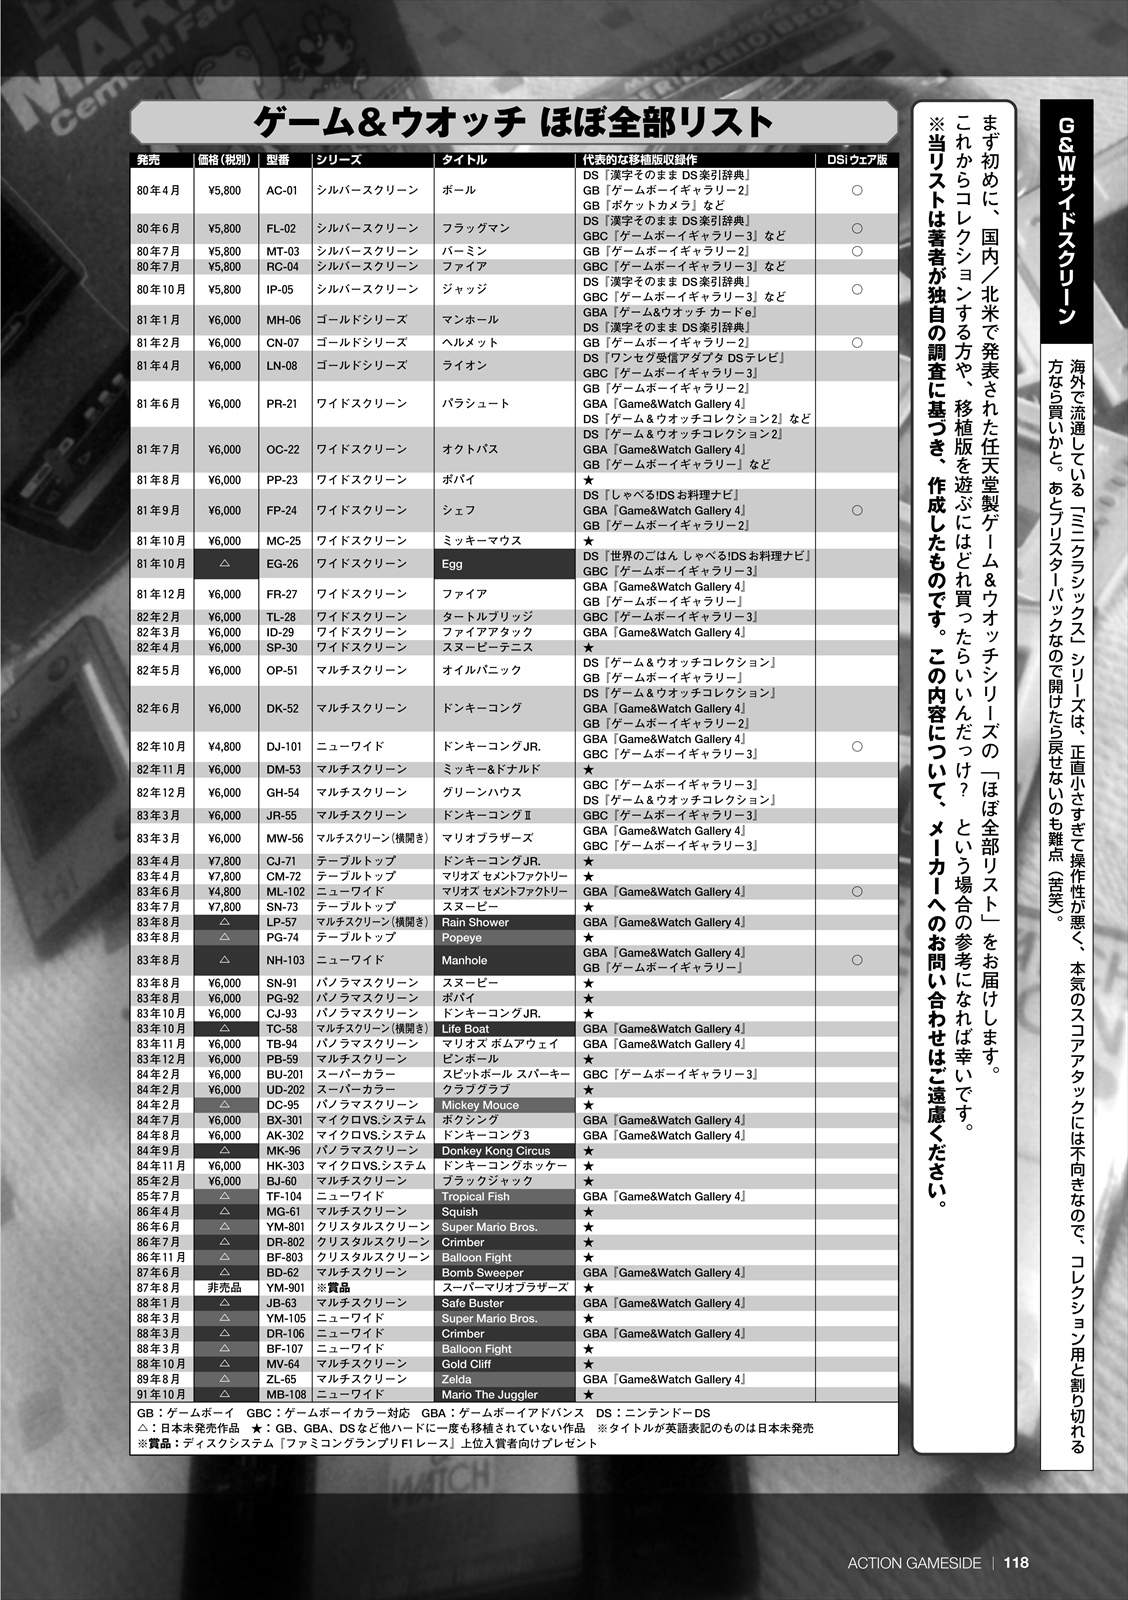 MARI
Cement Fac
ゲーム＆ウオッチ ほぼ全部リスト
発売 価格(税別) 型番 シリーズ タイトル 代表的な移植版収録作 DSiウェア版
80年4月 ¥5,800 AC-01 シルバースクリーン ボール DS『漢字そのまま DS楽引辞典』 ○
GB『ゲームボーイギャラリー2』
GB『ポケットカメラ』など
80年6月 ¥5,800 FL-02 シルバースクリーン フラッグマン DS『漢字そのまま DS楽引辞典』 ○
GBC『ゲームボーイギャラリー3』など
80年7月 ¥5,800 MT-03 シルバースクリーン バーミン GB『ゲームボーイギャラリー2』 ○
80年7月 ¥5,800 RC-04 シルバースクリーン ファイア GBC『ゲームボーイギャラリー3』など
80年10月 ¥5,800 IP-05 シルバースクリーン ジャッジ DS『漢字そのまま DS楽引辞典』 ○
GBC『ゲームボーイギャラリー3』など
81年1月 ¥6,000 MH-06 ゴールドシリーズ マンホール GBA『ゲーム&ウオッチ カードe』
DS『漢字そのまま DS楽引辞典』
81年2月 ¥6,000 CN-07 ゴールドシリーズ ヘルメット GB『ゲームボーイギャラリー2』 ○
81年4月 ¥6,000 LN-08 ゴールドシリーズ ライオン DS『ワンセグ受信アダプタ DSテレビ』
GBC『ゲームボーイギャラリー3』
81年6月 ¥6,000 PR-21 ワイドスクリーン パラシュート GB『ゲームボーイギャラリー2』
GBA『Game&Watch Gallery 4』
DS『ゲーム＆ウオッチコレクション2』など
81年7月 ¥6,000 OC-22 ワイドスクリーン オクトパス DS『ゲーム＆ウオッチコレクション2』
GBA『Game&Watch Gallery 4』
GB『ゲームボーイギャラリー』など
81年8月 ¥6,000 PP-23 ワイドスクリーン ポパイ ★
81年9月 ¥6,000 FP-24 ワイドスクリーン シェフ DS『しゃべる!DSお料理ナビ』 ○
GBA『Game&Watch Gallery 4』
GB『ゲームボーイギャラリー2』
81年10月 ¥6,000 MC-25 ワイドスクリーン ミッキーマウス ★
81年10月 △ EG-26 ワイドスクリーン Egg DS『世界のごはん しゃべる!DSお料理ナビ』
GBC『ゲームボーイギャラリー3』
81年12月 ¥6,000 FR-27 ワイドスクリーン ファイア GBA『Game&Watch Gallery 4』
GB『ゲームボーイギャラリー』
82年2月 ¥6,000 TL-28 ワイドスクリーン タートルブリッジ GBC『ゲームボーイギャラリー3』
82年3月 ¥6,000 ID-29 ワイドスクリーン ファイアアタック GBA『Game&Watch Gallery 4』
82年4月 ¥6,000 SP-30 ワイドスクリーン スヌーピーテニス ★
82年5月 ¥6,000 OP-51 マルチスクリーン オイルパニック DS『ゲーム＆ウオッチコレクション』
GB『ゲームボーイギャラリー』
82年6月 ¥6,000 DK-52 マルチスクリーン ドンキーコング DS『ゲーム＆ウオッチコレクション』
GBA『Game&Watch Gallery 4』
GB『ゲームボーイギャラリー2』
82年10月 ¥4,800 DJ-101 ニューワイド ドンキーコングJR. GBA『Game&Watch Gallery 4』 ○
GBC『ゲームボーイギャラリー3』
82年11月 ¥6,000 DM-53 マルチスクリーン ミッキー&ドナルド ★
82年12月 ¥6,000 GH-54 マルチスクリーン グリーンハウス GBC『ゲームボーイギャラリー3』
DS『ゲーム＆ウオッチコレクション』
83年3月 ¥6,000 JR-55 マルチスクリーン ドンキーコングⅡ GBC『ゲームボーイギャラリー3』
83年3月 ¥6,000 MW-56 マルチスクリーン(横開き) マリオブラザーズ GBA『Game&Watch Gallery 4』
GBC『ゲームボーイギャラリー3』
83年4月 ¥7,800 CJ-71 テーブルトップ ドンキーコングJR. ★
83年4月 ¥7,800 CM-72 テーブルトップ マリオズ セメントファクトリー ★
83年6月 ¥4,800 ML-102 ニューワイド マリオズ セメントファクトリー GBA『Game&Watch Gallery 4』 ○
83年7月 ¥7,800 SN-73 テーブルトップ スヌーピー ★
83年8月 △ LP-57 マルチスクリーン(横開き) Rain Shower GBA『Game&Watch Gallery 4』
83年8月 △ PG-74 テーブルトップ Popeye ★
83年8月 △ NH-103 ニューワイド Manhole GBA『Game&Watch Gallery 4』 ○
GB『ゲームボーイギャラリー』
83年8月 ¥6,000 SN-91 パノラマスクリーン スヌーピー ★
83年8月 ¥6,000 PG-92 パノラマスクリーン ポパイ ★
83年10月 ¥6,000 CJ-93 パノラマスクリーン ドンキーコングJR. ★
83年10月 △ TC-58 マルチスクリーン(横開き) Life Boat GBA『Game&Watch Gallery 4』
83年11月 ¥6,000 TB-94 パノラマスクリーン マリオズ ボムアウェイ GBA『Game&Watch Gallery 4』
83年12月 ¥6,000 PB-59 マルチスクリーン ピンボール ★
84年2月 ¥6,000 BU-201 スーパーカラー スピットボール スパーキー GBC『ゲームボーイギャラリー3』
84年2月 ¥6,000 UD-202 スーパーカラー クラブグラブ ★
84年2月 △ DC-95 パノラマスクリーン Mickey Mouce ★
84年7月 ¥6,000 BX-301 マイクロVS.システム ボクシング GBA『Game&Watch Gallery 4』
84年8月 ¥6,000 AK-302 マイクロVS.システム ドンキーコング3 GBA『Game&Watch Gallery 4』
84年9月 △ MK-96 パノラマスクリーン Donkey Kong Circus ★
84年11月 ¥6,000 HK-303 マイクロVS.システム ドンキーコングホッケー ★
85年2月 ¥6,000 BJ-60 マルチスクリーン ブラックジャック ★
85年7月 △ TF-104 ニューワイド Tropical Fish GBA『Game&Watch Gallery 4』
86年4月 △ MG-61 マルチスクリーン Squish ★
86年6月 △ YM-801 クリスタルスクリーン Super Mario Bros. ★
86年7月 △ DR-802 クリスタルスクリーン Crimber ★
86年11月 △ BF-803 クリスタルスクリーン Balloon Fight ★
87年6月 △ BD-62 マルチスクリーン Bomb Sweeper GBA『Game&Watch Gallery 4』
87年8月 非売品 YM-901 ※賞品 スーパーマリオブラザーズ ★
88年1月 △ JB-63 マルチスクリーン Safe Buster GBA『Game&Watch Gallery 4』
88年3月 △ YM-105 ニューワイド Super Mario Bros. ★
88年3月 △ DR-106 ニューワイド Crimber GBA『Game&Watch Gallery 4』
88年3月 △ BF-107 ニューワイド Balloon Fight ★
88年10月 △ MV-64 マルチスクリーン Gold Cliff ★
89年8月 △ ZL-65 マルチスクリーン Zelda GBA『Game&Watch Gallery 4』
91年10月 △ MB-108 ニューワイド Mario The Juggler ★
GB：ゲームボーイ GBC：ゲームボーイカラー対応 GBA：ゲームボーイアドバンス DS：ニンテンドーDS
△：日本未発売作品 ★：GB、GBA、DSなど他ハードに一度も移植されていない作品 ※タイトルが英語表記のものは日本未発売
※賞品：ディスクシステム『ファミコングランプリF1レース』上位入賞者向けプレゼント
まず初めに、国内／北米で発表された任天堂製ゲーム＆ウオッチシリーズの「ほぼ全部リスト」をお届けします。
これからコレクションする方や、移植版を遊ぶにはどれ買ったらいいんだっけ？ という場合の参考になれば幸いです。
※当リストは著者が独自の調査に基づき、作成したものです。この内容について、メーカーへのお問い合わせはご遠慮ください。
G&Wサイドスクリーン
海外で流通している「ミニクラシックス」シリーズは、正直小さすぎて操作性が悪く、本気のスコアアタックには不向きなので、コレクション用と割り切れる
方なら買いかと。あとブリスターパックなので開けたら戻せないのも難点（苦笑）。
WATCH
ACTION GAMESIDE | 118